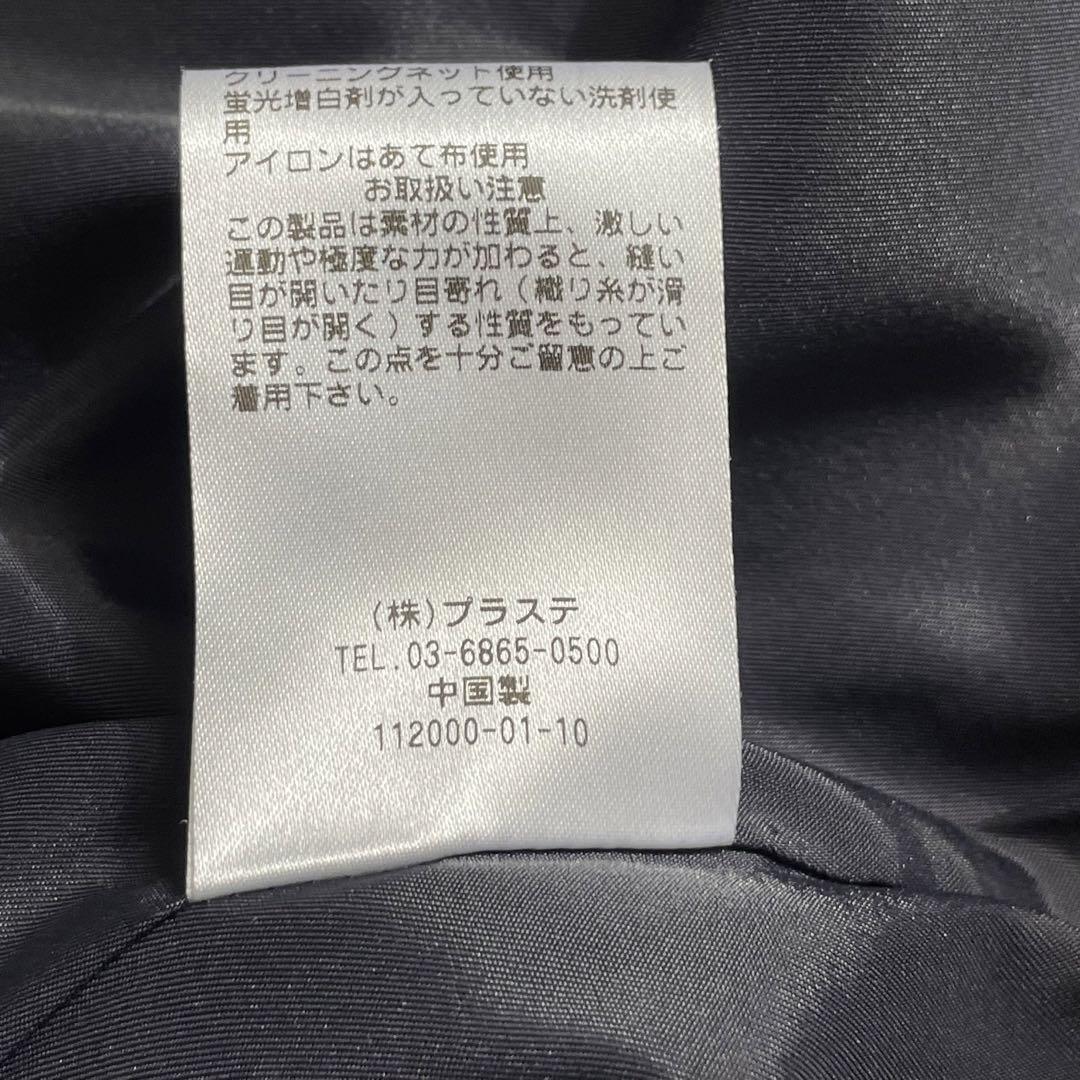 クリーニングネット使用
蛍光増白剤が入っていない洗剤使
用
アイロンはあて布使用
お取扱い注意
この製品は素材の性質上、激しい
運動や極度な力が加わると、縫い
目が開いたり目寄れ（織り糸が滑
り目が開く）する性質をもってい
ます。この点を十分ご留意の上ご
着用下さい。
(株)プラステ
TEL.03-6865-0500
中国製
112000-01-10